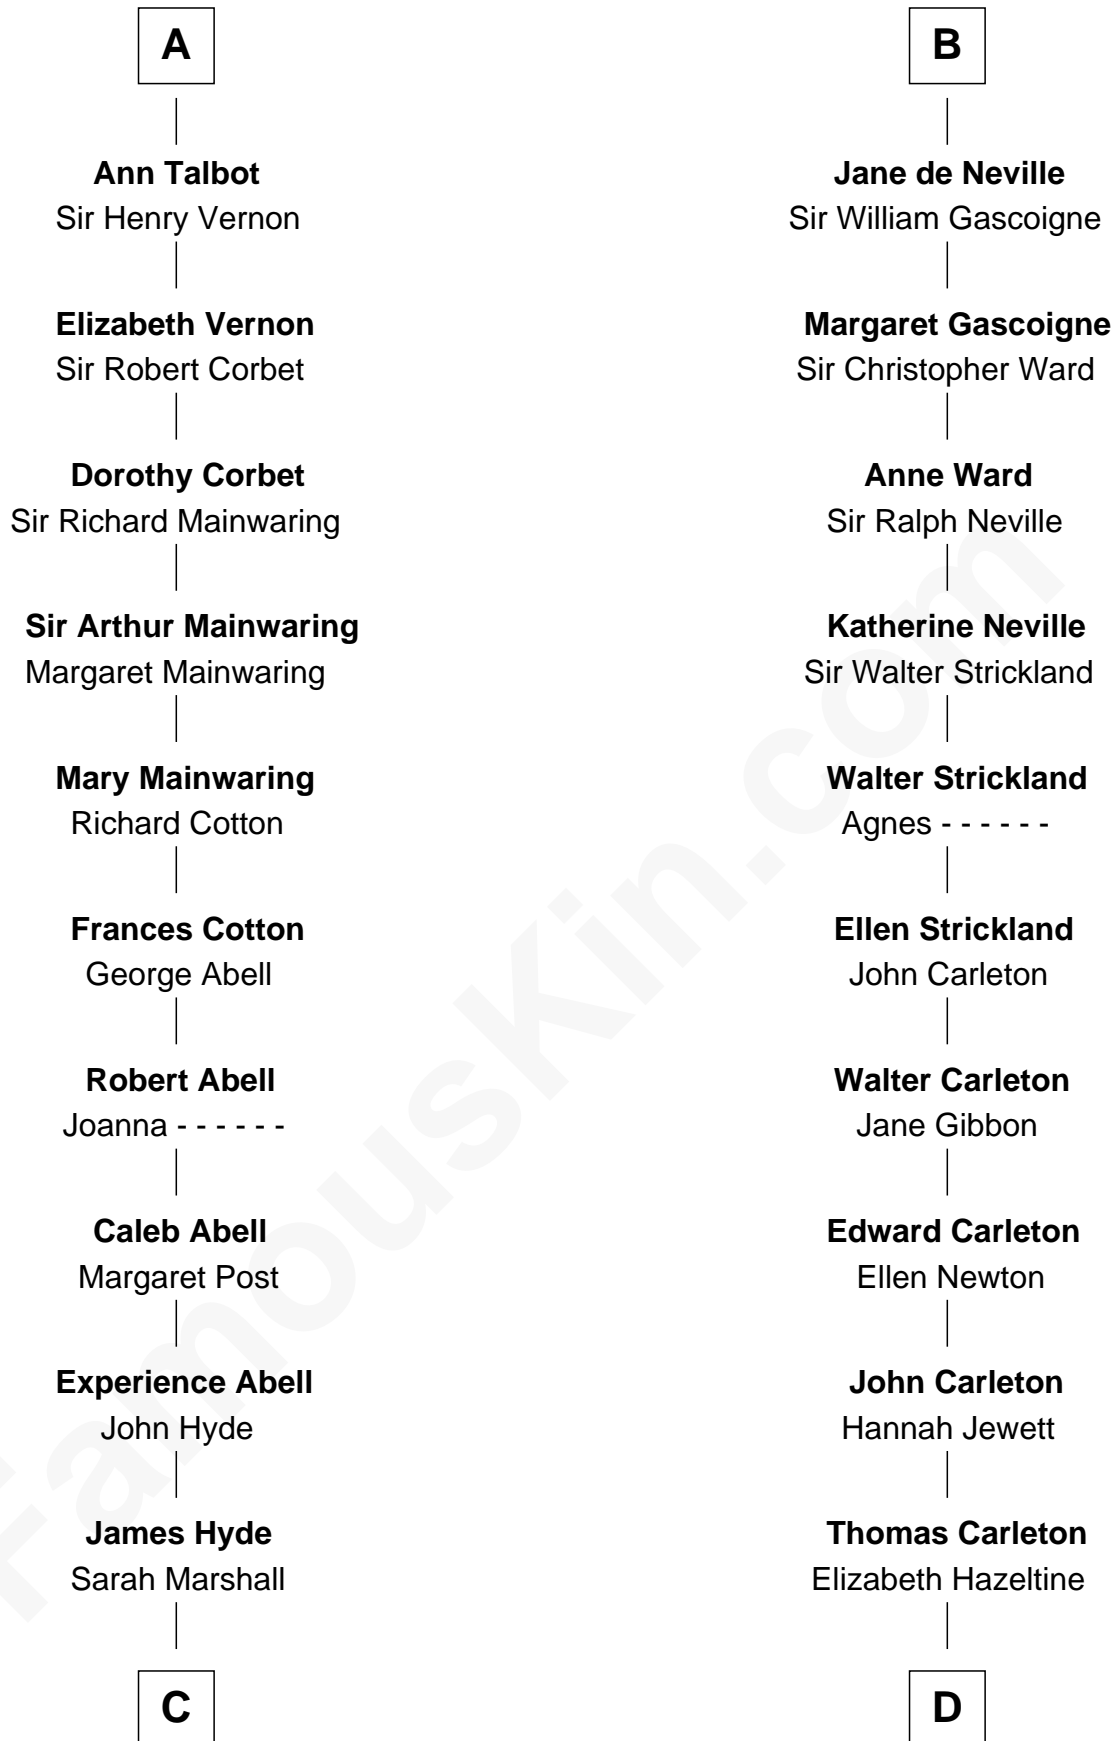 A
Ann Talbot
Sir Henry Vernon
Elizabeth Vernon
Sir Robert Corbet
Dorothy Corbet
Sir Richard Mainwaring
Sir Arthur Mainwaring
Margaret Mainwaring
Mary Mainwaring
Richard Cotton
Frances Cotton
George Abell
Robert Abell
Joanna - - - - - -
Caleb Abell
Margaret Post
Experience Abell
John Hyde
James Hyde
Sarah Marshall
C
B
Jane de Neville
Sir William Gascoigne
Margaret Gascoigne
Sir Christopher Ward
Anne Ward
Sir Ralph Neville
Katherine Neville
Sir Walter Strickland
Walter Strickland
Agnes - - - - - -
Ellen Strickland
John Carleton
Walter Carleton
Jane Gibbon
Edward Carleton
Ellen Newton
John Carleton
Hannah Jewett
Thomas Carleton
Elizabeth Hazeltine
D
FamousKin.com